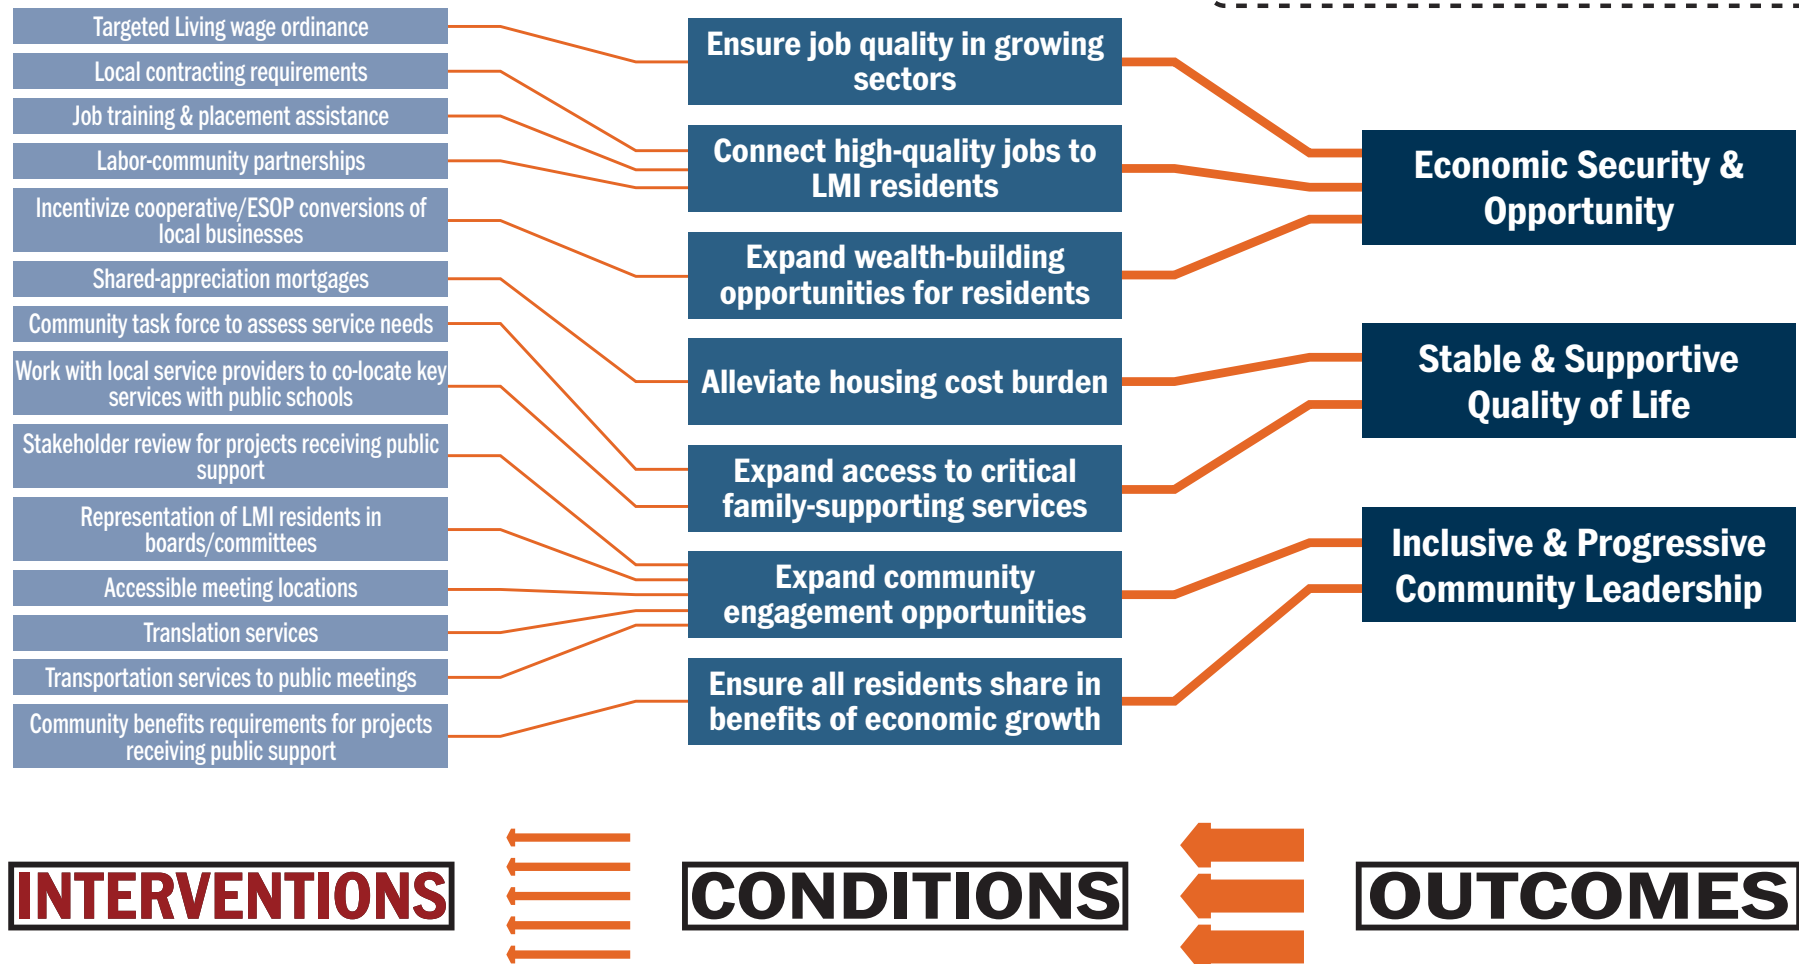 Targeted Living wage ordinance
Local contracting requirements
Job training & placement assistance
Labor-community partnerships
Incentivize cooperative/ESOP conversions of
local businesses
Shared-appreciation mortgages
Community task force to assess service needs
Work with local service providers to co-locate key
services with public schools
Stakeholder review for projects receiving public
support
Representation of LMI residents in
boards/committees
Accessible meeting locations
Translation services
Transportation services to public meetings
Community benefits requirements for projects
receiving public support
Ensure job quality in growing
sectors
Connect high-quality jobs to
LMI residents
Expand wealth-building
opportunities for residents
Alleviate housing cost burden
Expand access to critical
family-supporting services
Expand community
engagement opportunities
Ensure all residents share in
benefits of economic growth
Economic Security &
Opportunity
Stable & Supportive
Quality of Life
Inclusive & Progressive
Community Leadership
INTERVENTIONS
CONDITIONS
OUTCOMES